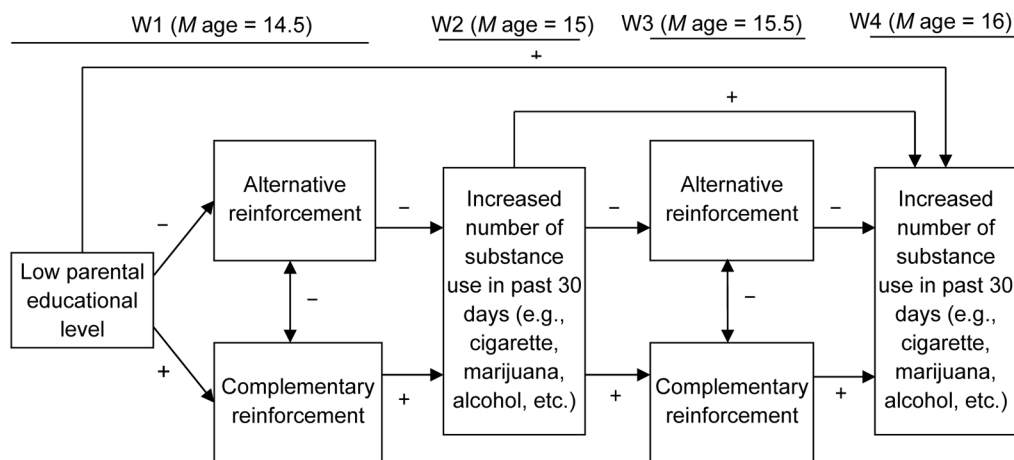 W1 (M age = 14.5)
W2 (M age = 15)
W3 (M age = 15.5)
W4 (M age = 16)
+
+
Low parental
educational
level
–
+
Alternative
reinforcement
–
Complementary
reinforcement
–
+
Increased
number of
substance
use in past 30
days (e.g.,
cigarette,
marijuana,
alcohol, etc.)
–
+
Alternative
reinforcement
–
Complementary
reinforcement
–
+
Increased
number of
substance
use in past 30
days (e.g.,
cigarette,
marijuana,
alcohol, etc.)